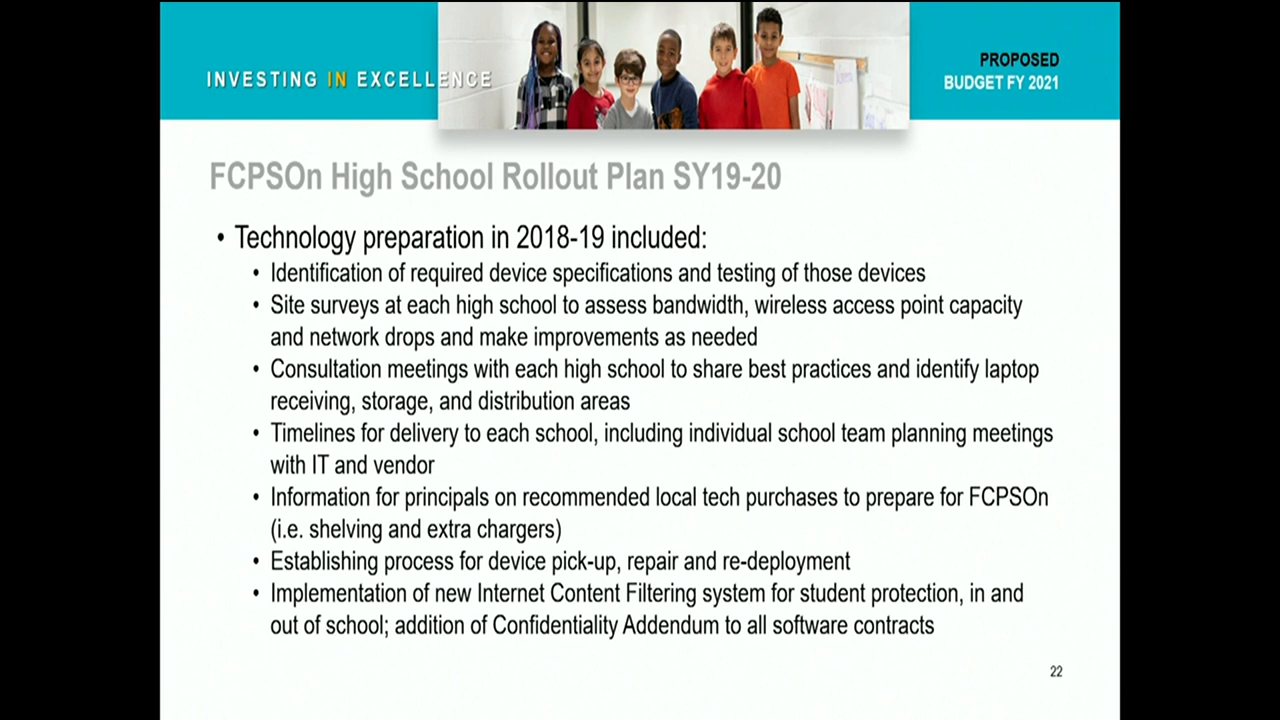 INVESTING IN EXCELLENCE
PROPOSED
BUDGET FY 2021
FCPSOn High School Rollout Plan SY19-20
• Technology preparation in 2018-19 included:
• Identification of required device specifications and testing of those devices
• Site surveys at each high school to assess bandwidth, wireless access point capacity
and network drops and make improvements as needed
• Consultation meetings with each high school to share best practices and identify laptop
receiving, storage, and distribution areas
• Timelines for delivery to each school, including individual school team planning meetings
with IT and vendor
• Information for principals on recommended local tech purchases to prepare for FCPSOn
(i.e. shelving and extra chargers)
• Establishing process for device pick-up, repair and re-deployment
• Implementation of new Internet Content Filtering system for student protection, in and
out of school; addition of Confidentiality Addendum to all software contracts
22